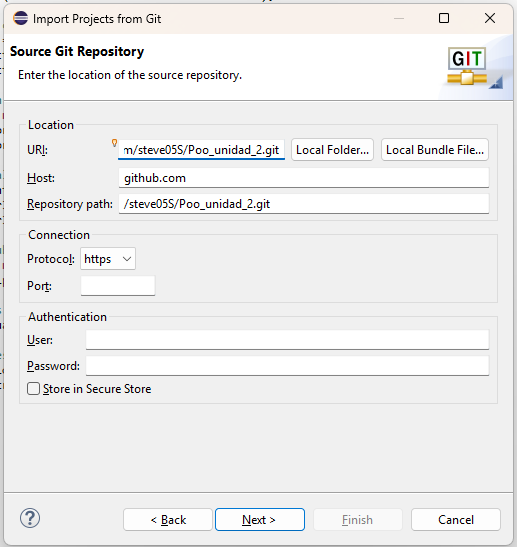 Import Projects from Git
Source Git Repository
Enter the location of the source repository.
GIT
Location
URI: m/steve05S/Poo_unidad_2.git Local Folder... Local Bundle File...
Host: github.com
Repository path: /steve05S/Poo_unidad_2.git
Connection
Protocol: https
Port:
Authentication
User:
Password:
Store in Secure Store
? < Back Next > Finish Cancel